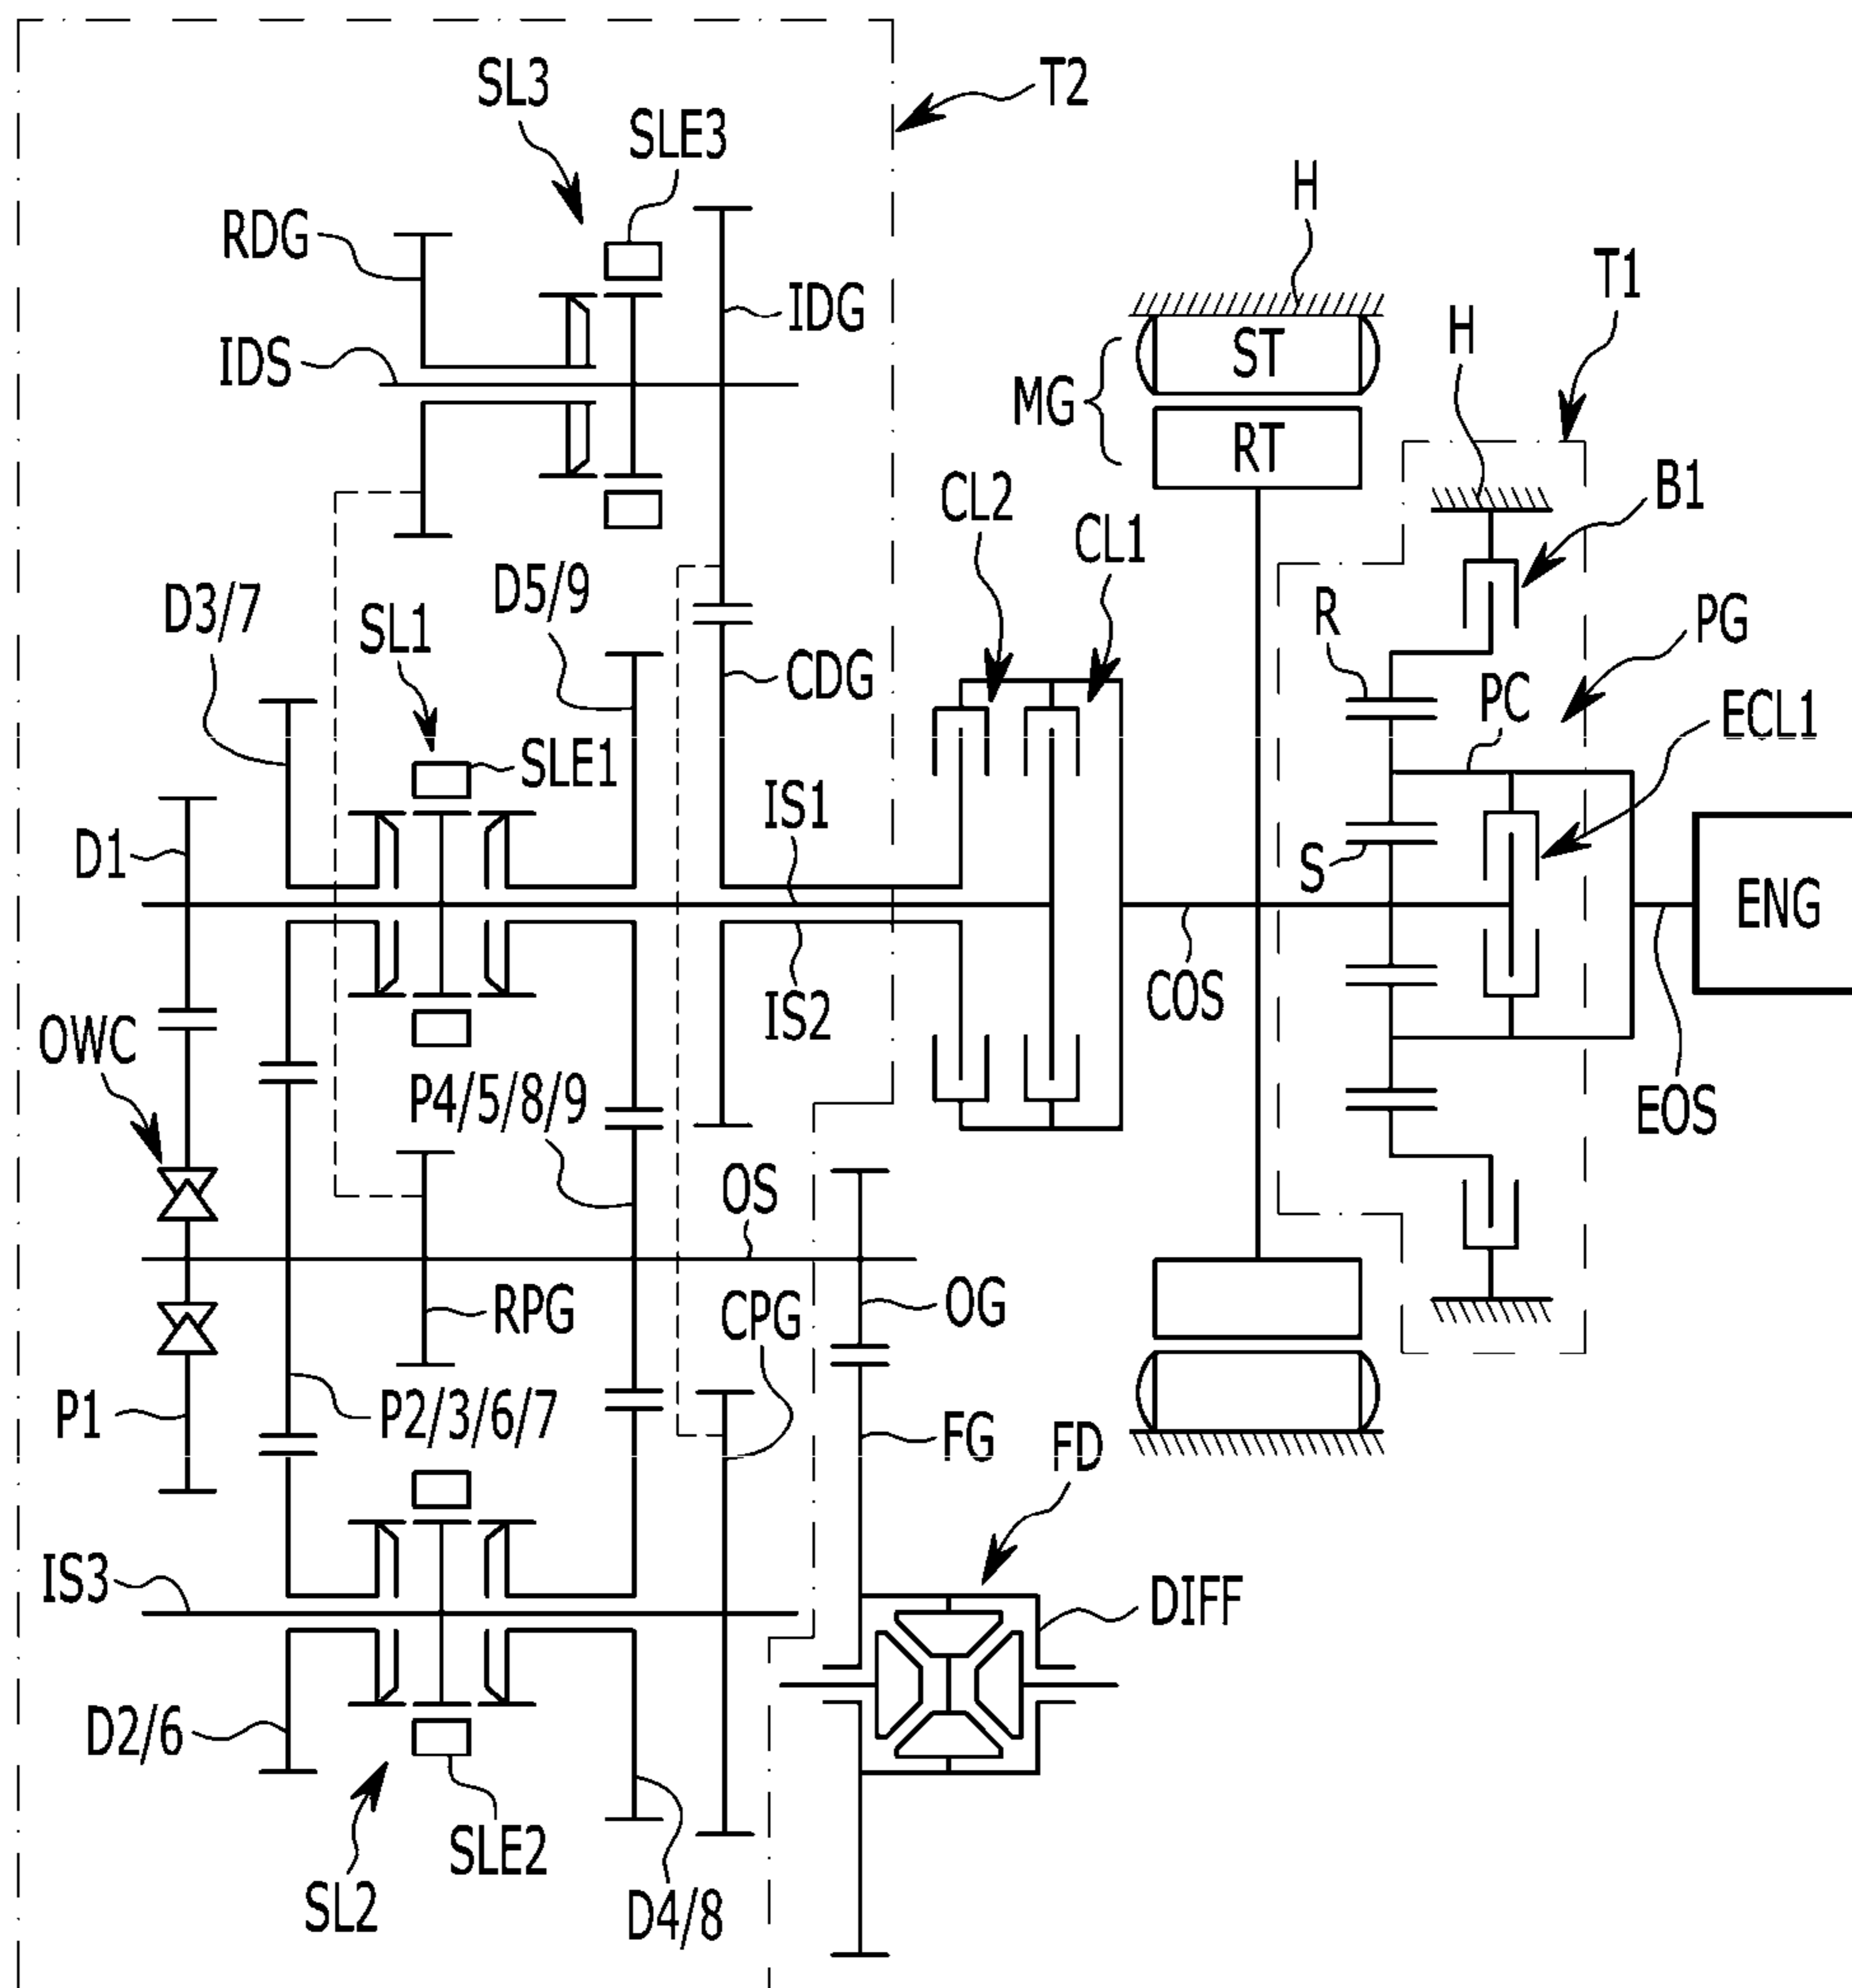 SL3
T2
SLE3
H
RDG
T1
IDG
H
ST
IDS
MG
RT
CL2
B1
CL1
D5/9
D3/7
SL1
R
PG
CDG
PC
ECL1
SLE1
IS1
D1
S
ENG
COS
IS2
OWC
P4/5/8/9
EOS
OS
RPG
CPG
OG
P1
P2/3/6/7
FG
FD
IS3
DIFF
D2/6
SLE2
SL2
D4/8